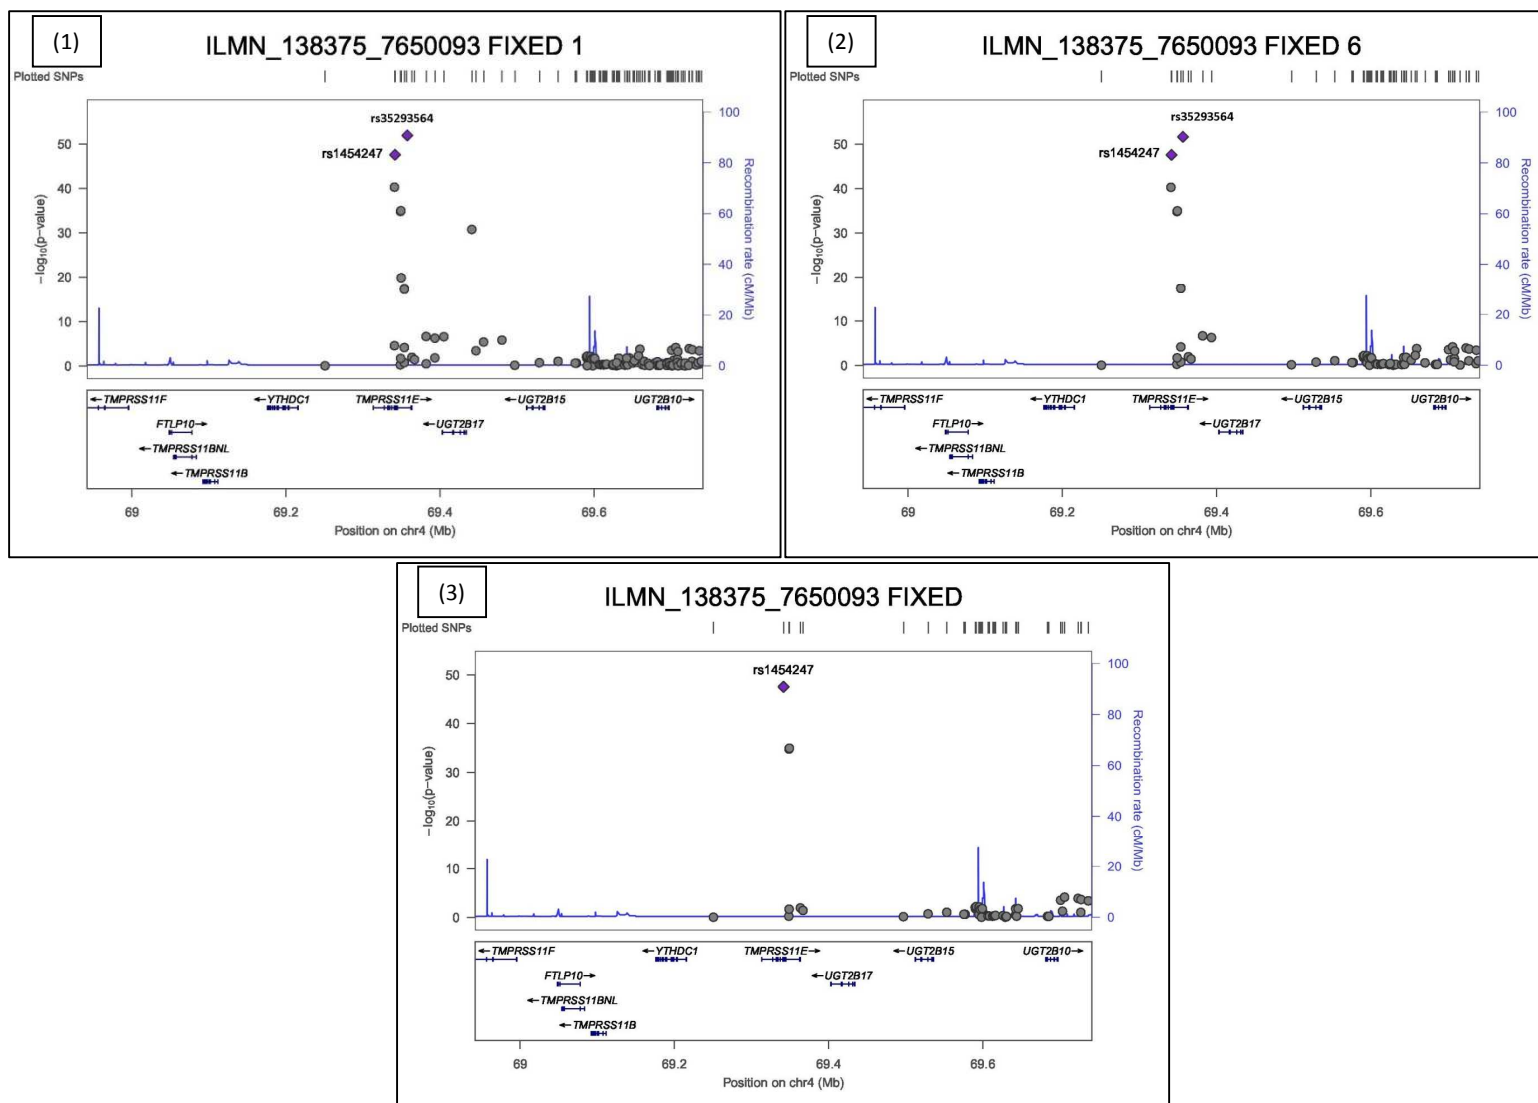 (1)
ILMN_138375_7650093 FIXED 1
Plotted SNPs
rs35293564
rs1454247
50
40
30
20
10
0
−log10(p−value)
100
80
60
40
20
0
Recombination rate (cM/Mb)
←TMPRSS11F
←YTHDC1
TMPRSS11E→
←UGT2B15
UGT2B10→
FTLP10→
←UGT2B17
←TMPRSS11BNL
←TMPRSS11B
69
69.2
69.4
69.6
Position on chr4 (Mb)
(2)
ILMN_138375_7650093 FIXED 6
Plotted SNPs
rs35293564
rs1454247
50
40
30
20
10
0
−log10(p−value)
100
80
60
40
20
0
Recombination rate (cM/Mb)
←TMPRSS11F
←YTHDC1
TMPRSS11E→
←UGT2B15
UGT2B10→
FTLP10→
←UGT2B17
←TMPRSS11BNL
←TMPRSS11B
69
69.2
69.4
69.6
Position on chr4 (Mb)
(3)
ILMN_138375_7650093 FIXED
Plotted SNPs
rs1454247
50
40
30
20
10
0
−log10(p−value)
100
80
60
40
20
0
Recombination rate (cM/Mb)
←TMPRSS11F
←YTHDC1
TMPRSS11E→
←UGT2B15
UGT2B10→
FTLP10→
←UGT2B17
←TMPRSS11BNL
←TMPRSS11B
69
69.2
69.4
69.6
Position on chr4 (Mb)